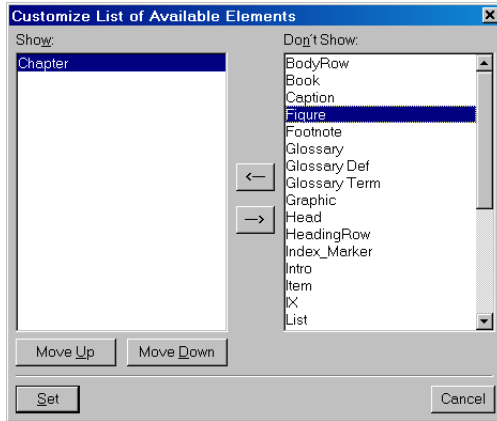 Customize List of Available Elements
Show:
Don't Show:
Chapter
BodyRow
Book
Caption
Figure
Footnote
Glossary
Glossary Def
Glossary Term
Graphic
Head
HeadingRow
Index_Marker
Intro
Item
IX
List
<—
—>
Move Up
Move Down
Set
Cancel